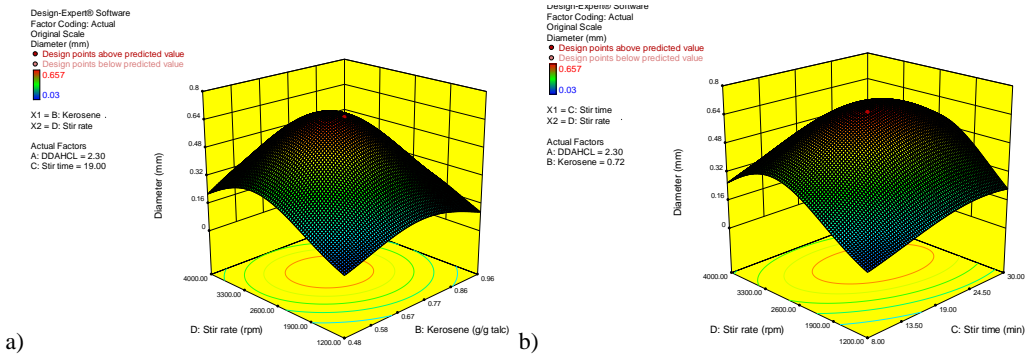 Design-Expert® Software
Factor Coding: Actual
Original Scale
Diameter (mm)
Design points above predicted value
Design points below predicted value
0.657
0.03
X1 = B: Kerosene .
X2 = D: Stir rate
Actual Factors
A: DDAHCL = 2.30
C: Stir time = 19.00
0.8
0.64
0.48
0.32
0.16
0
Diameter (mm)
4000.00
3300.00
2600.00
1900.00
1200.00
D: Stir rate (rpm)
0.48
0.58
0.67
0.77
0.86
0.96
B: Kerosene (g/g talc)
a)
Design-Expert® Software
Factor Coding: Actual
Original Scale
Diameter (mm)
Design points above predicted value
Design points below predicted value
0.657
0.03
X1 = C: Stir time
X2 = D: Stir rate
Actual Factors
A: DDAHCL = 2.30
B: Kerosene = 0.72
0.8
0.64
0.48
0.32
0.16
0
Diameter (mm)
4000.00
3300.00
2600.00
1900.00
1200.00
D: Stir rate (rpm)
8.00
13.50
19.00
24.50
30.00
C: Stir time (min)
b)